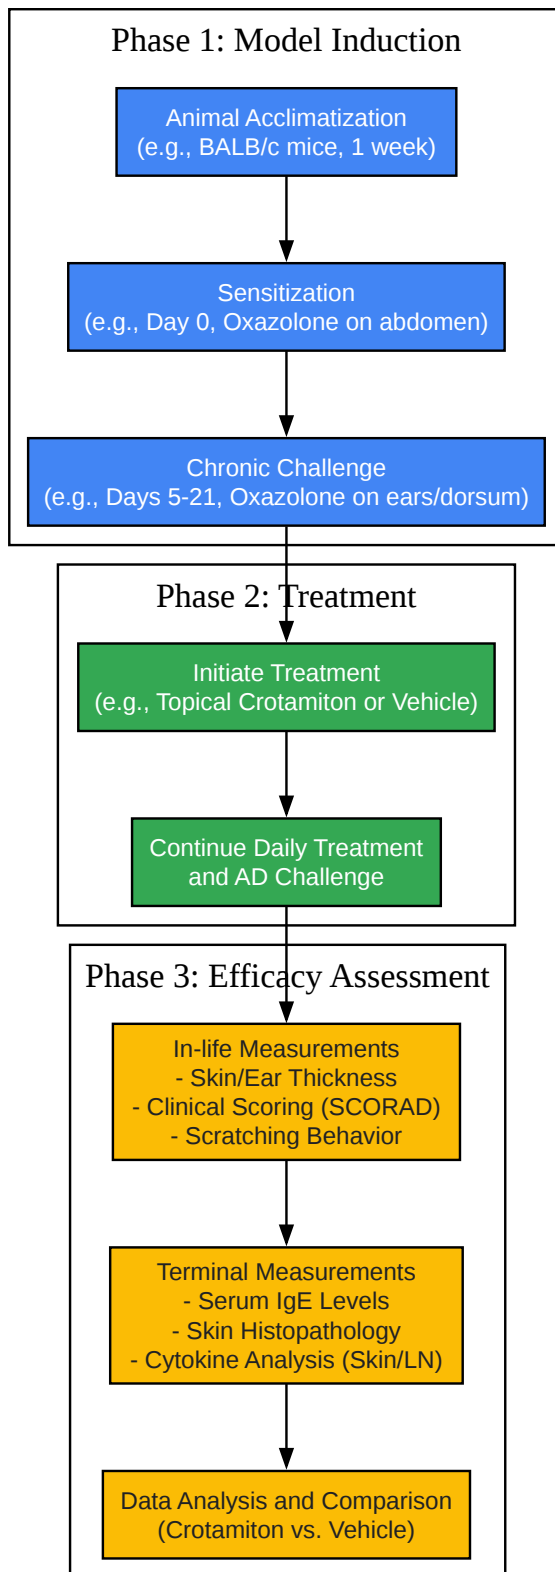 Phase 1: Model Induction
Animal Acclimatization
(e.g., BALB/c mice, 1 week)
Sensitization
(e.g., Day 0, Oxazolone on abdomen)
Chronic Challenge
(e.g., Days 5-21, Oxazolone on ears/dorsum)
Phase 2: Treatment
Initiate Treatment
(e.g., Topical Crotamiton or Vehicle)
Continue Daily Treatment
and AD Challenge
Phase 3: Efficacy Assessment
In-life Measurements
- Skin/Ear Thickness
- Clinical Scoring (SCORAD)
- Scratching Behavior
Terminal Measurements
- Serum IgE Levels
- Skin Histopathology
- Cytokine Analysis (Skin/LN)
Data Analysis and Comparison
(Crotamiton vs. Vehicle)